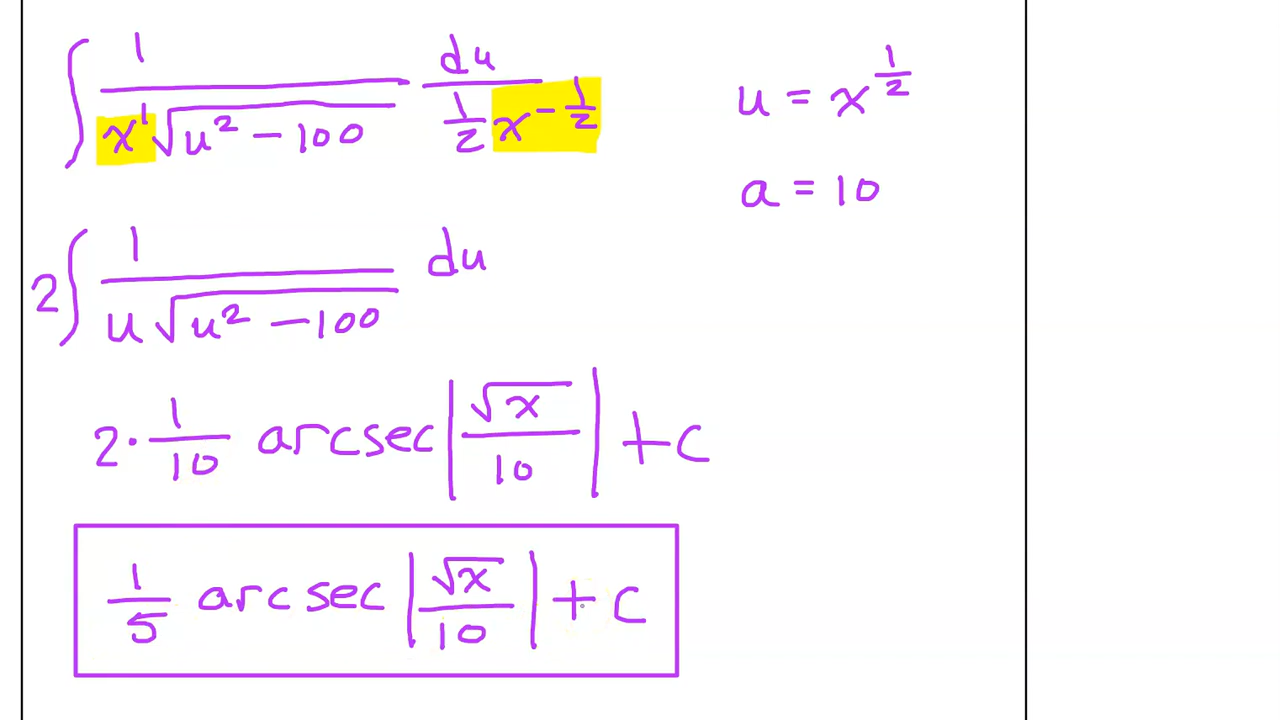 ∫ 1 / (x¹√(u² − 100)) du / (1/2 x^(−1/2)) u = x^(1/2)
a = 10
2∫ 1 / (u√(u² − 100)) du
2 · 1/10 arcsec |√x / 10| + c
1/5 arcsec |√x / 10| + c